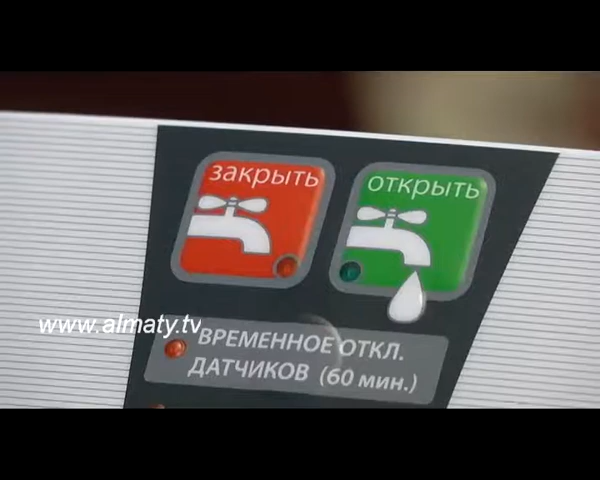 закрыть
открыть
www.almaty.tv
ВРЕМЕННОЕ ОТКЛ.
ДАТЧИКОВ (60 мин.)